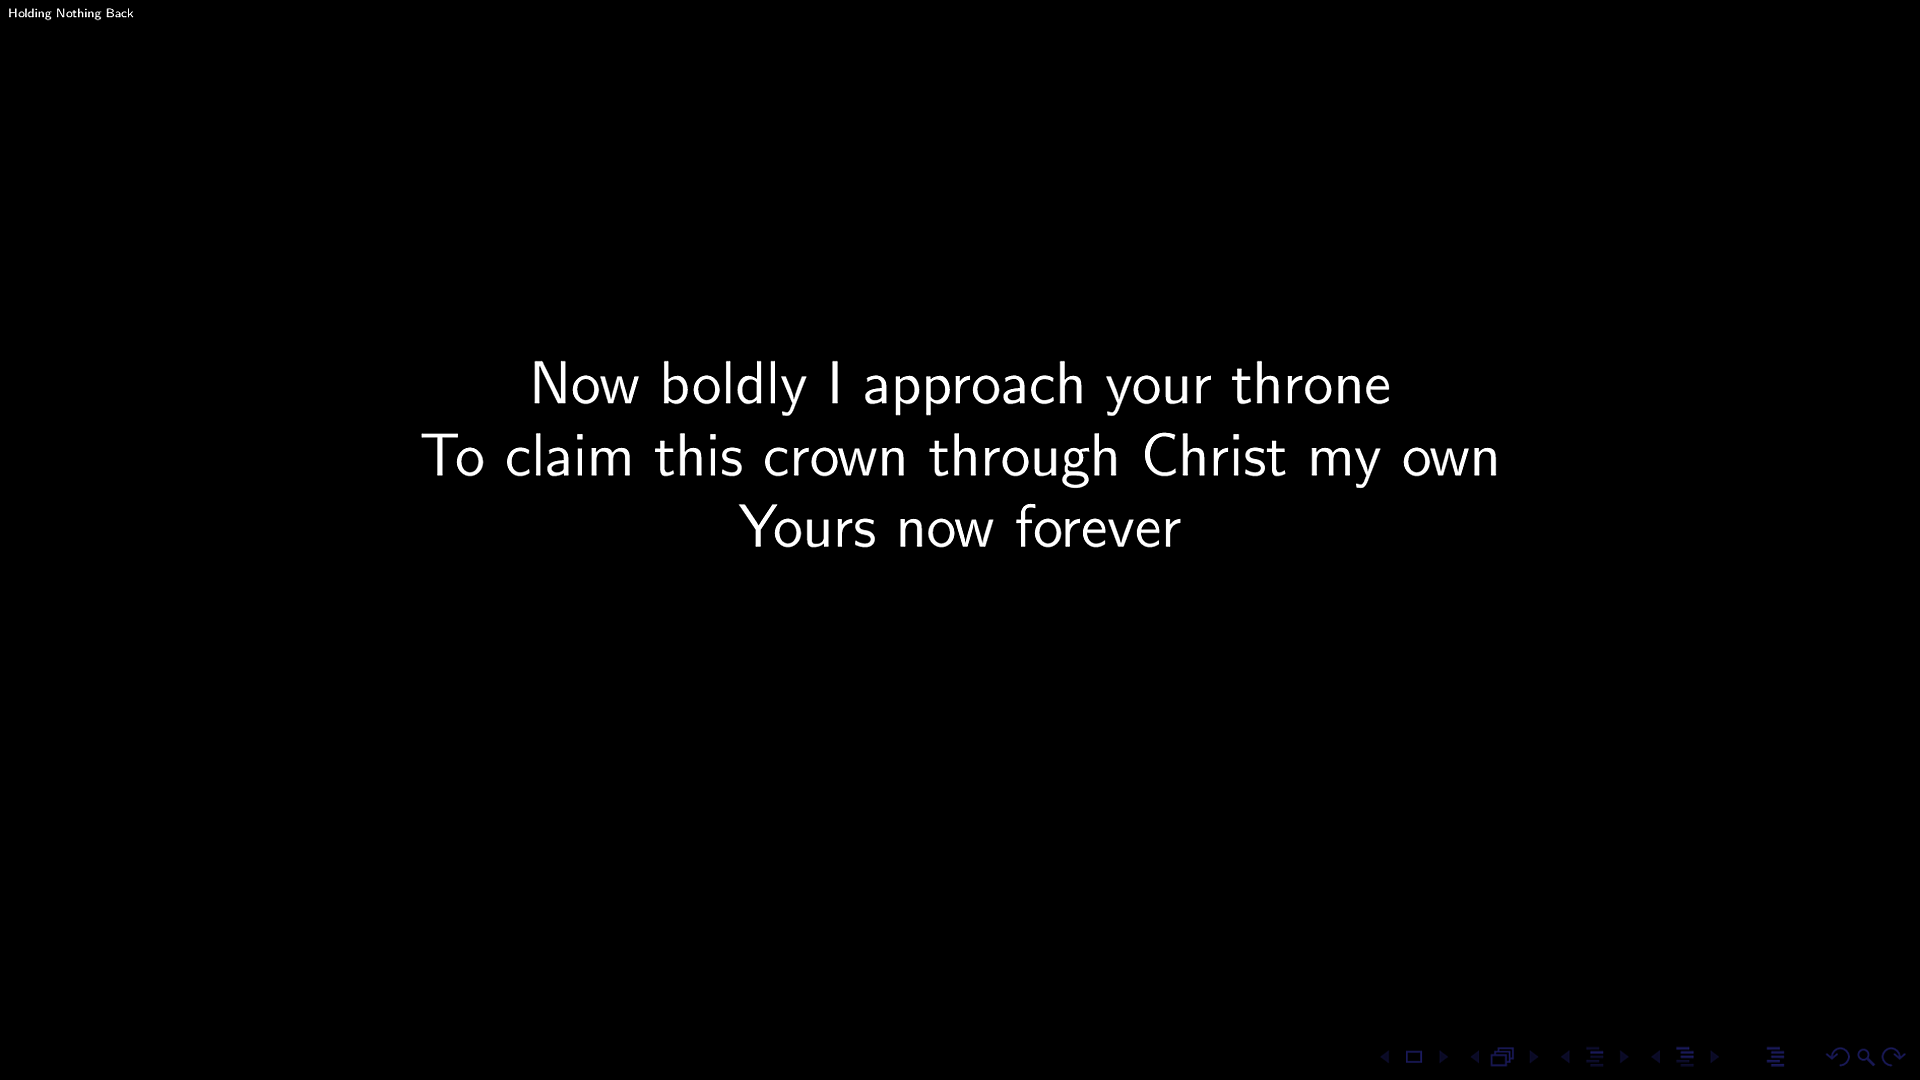 Holding Nothing Back
Now boldly I approach your throne
To claim this crown through Christ my own
Yours now forever